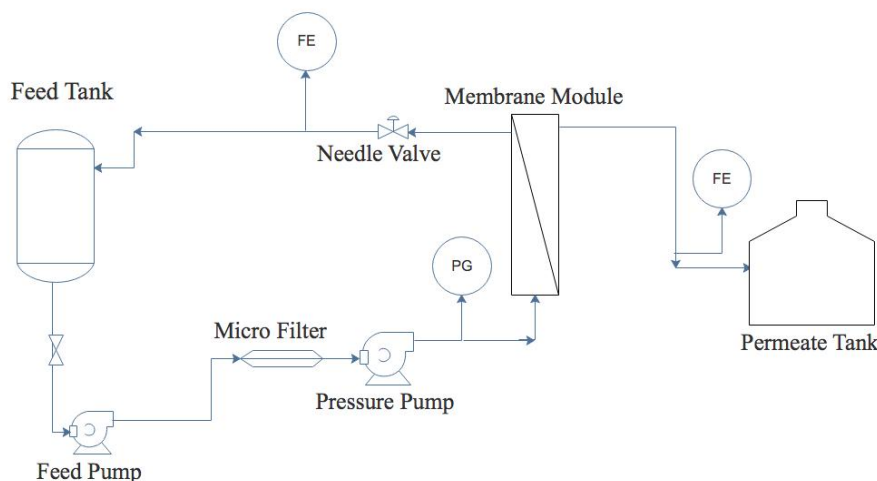 FE
Feed Tank
Membrane Module
Needle Valve
FE
PG
Micro Filter
Permeate Tank
Pressure Pump
Feed Pump